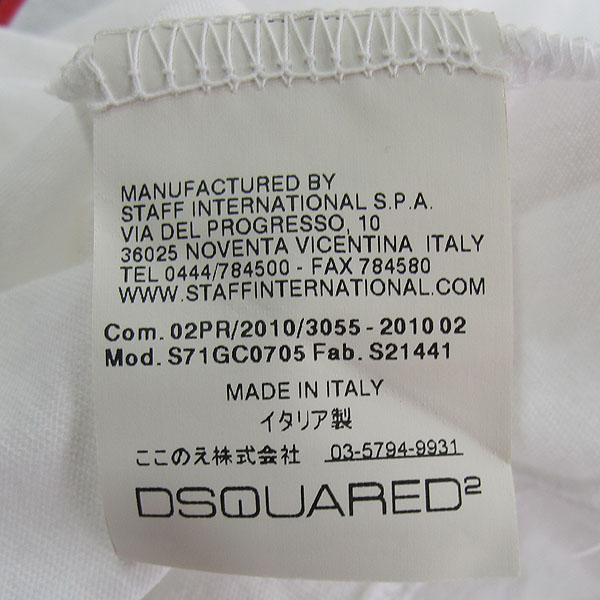 MANUFACTURED BY
STAFF INTERNATIONAL S.P.A.
VIA DEL PROGRESSO, 10
36025 NOVENTA VICENTINA ITALY
TEL 0444/784500 - FAX 784580
WWW.STAFFINTERNATIONAL.COM
Com. 02PR/2010/3055 - 2010 02
Mod. S71GC0705 Fab. S21441
MADE IN ITALY
イタリア製
ここのえ株式会社 03-5794-9931
DSQUARED²